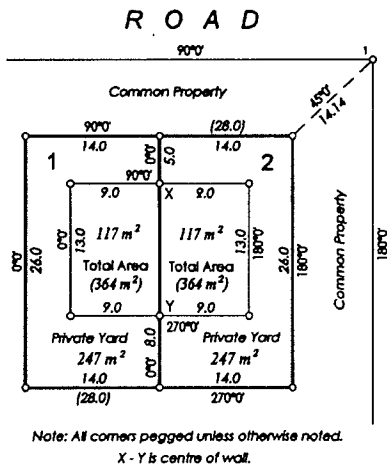 R O A D
90°0'
1
Common Property
45°0'
14.14
90°0'
(28.0)
14.0
0°0'
5.0
14.0
1
2
90°0'
9.0
X
9.0
0°0'
26.0
0°0'
13.0
117 m²
117 m²
13.0
180°0'
26.0
180°0'
Common Property
180°0'
Total Area
(364 m²)
Total Area
(364 m²)
9.0
Y
9.0
270°0'
Private Yard
247 m²
8.0
0°0'
Private Yard
247 m²
14.0
14.0
(28.0)
270°0'
Note: All corners pegged unless otherwise noted.
X - Y is centre of wall.